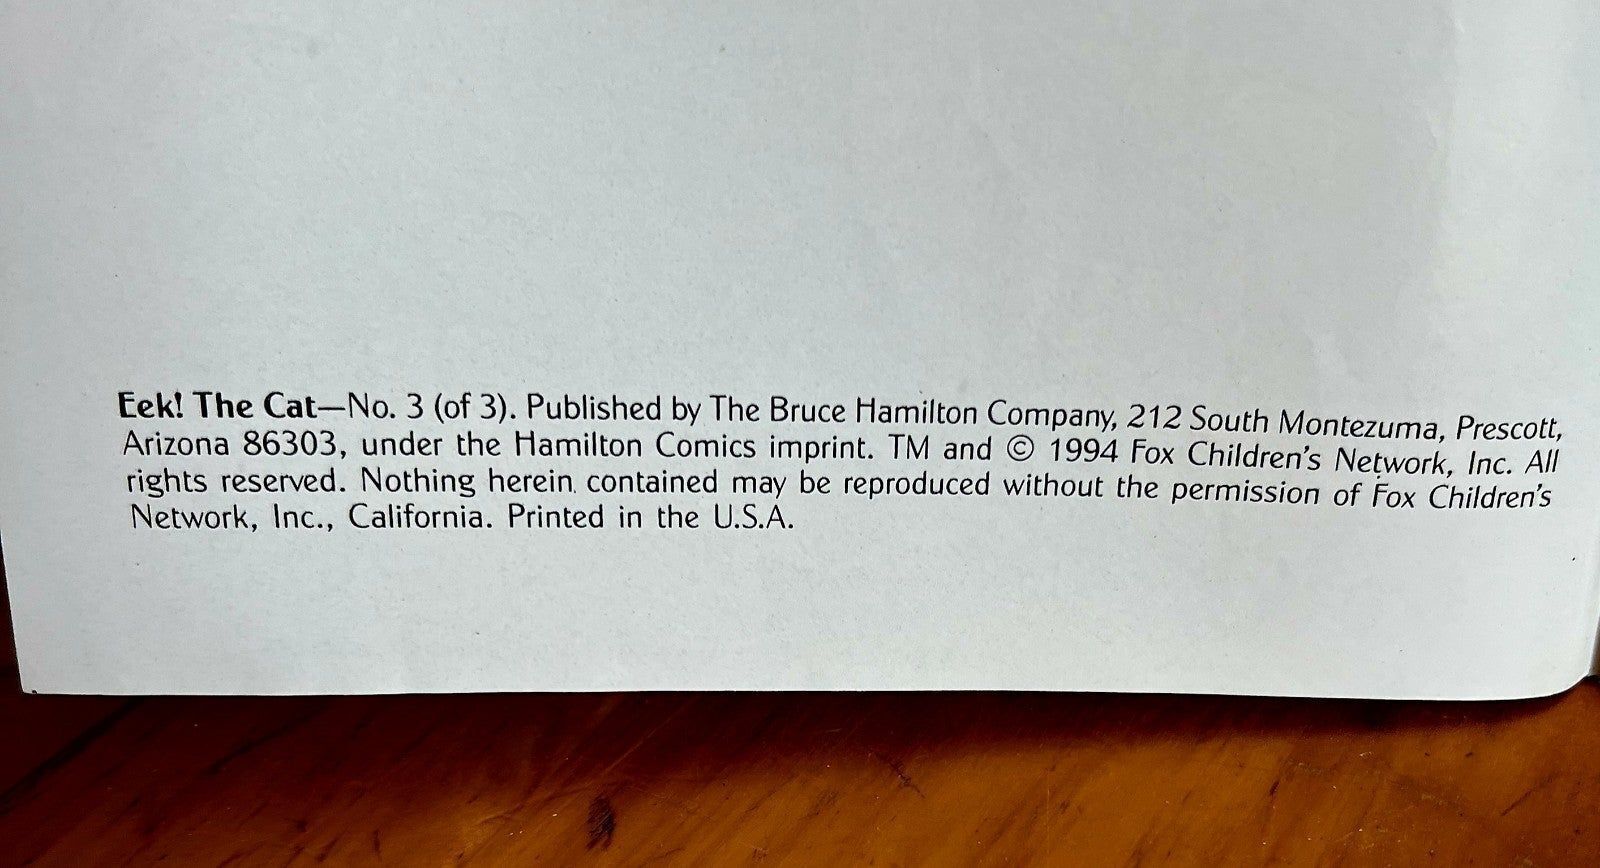 Eek! The Cat—No. 3 (of 3). Published by The Bruce Hamilton Company, 212 South Montezuma, Prescott,
Arizona 86303, under the Hamilton Comics imprint. TM and © 1994 Fox Children's Network, Inc. All
rights reserved. Nothing herein contained may be reproduced without the permission of Fox Children's
Network, Inc., California. Printed in the U.S.A.